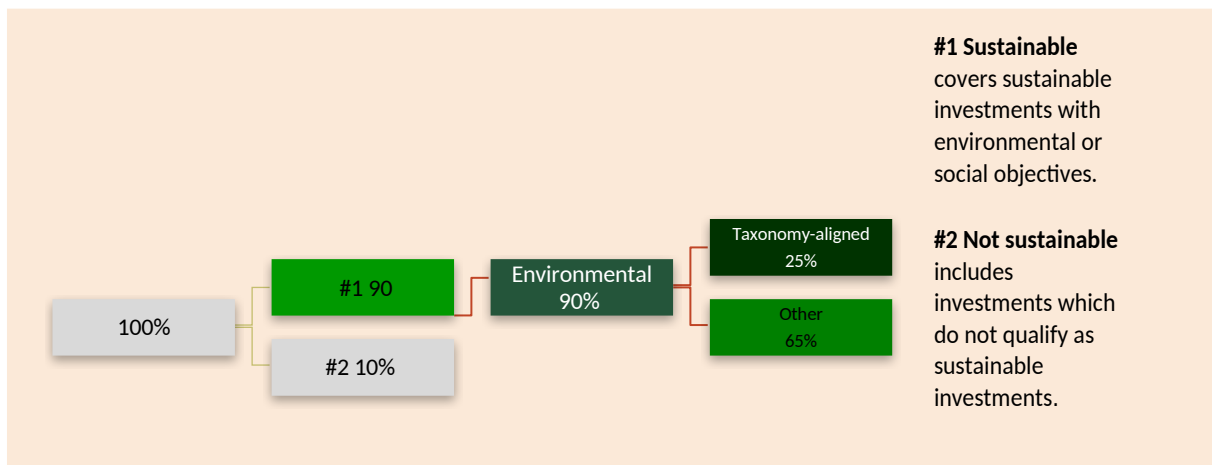 100%
#1 90
#2 10%
Environmental
90%
Taxonomy-aligned
25%
Other
65%
#1 Sustainable
covers sustainable
investments with
environmental or
social objectives.
#2 Not sustainable
includes
investments which
do not qualify as
sustainable
investments.